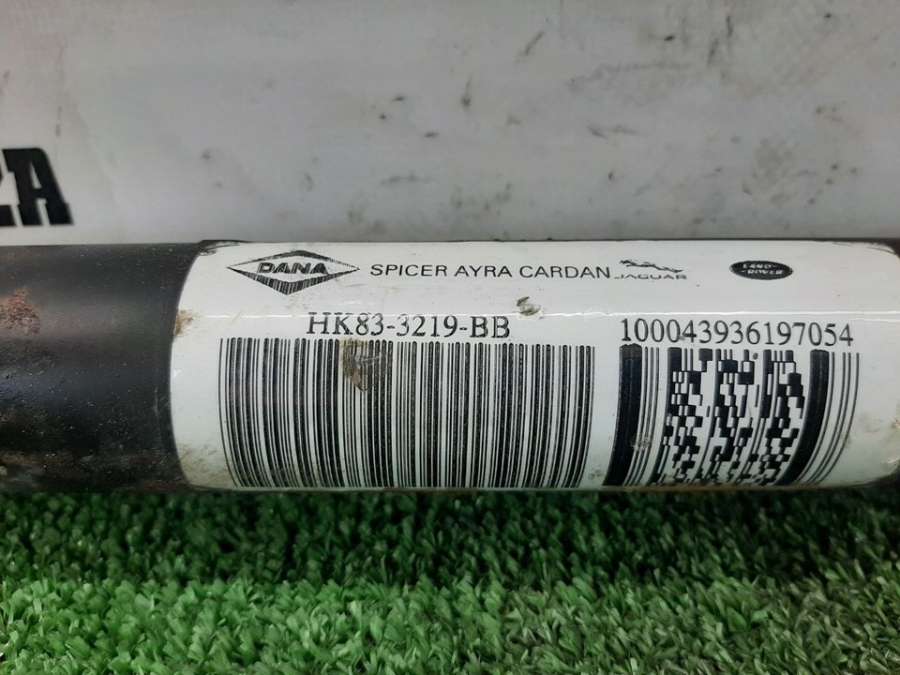 DANA SPICER AYRA CARDAN JAGUAR LAND-ROVER
HK83-3219-BB 100043936197054